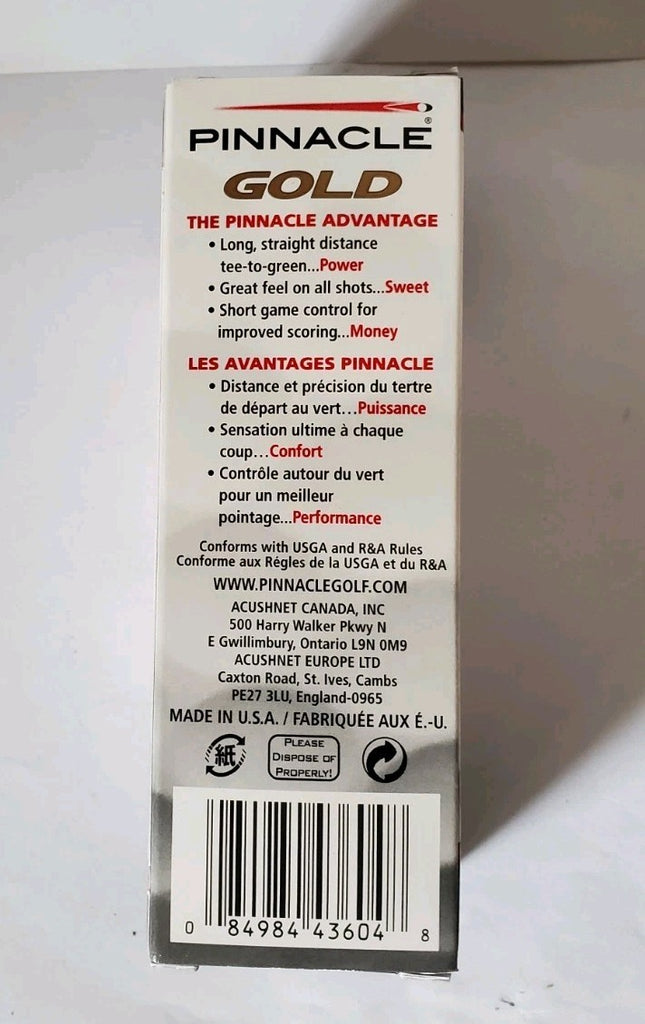 PINNACLE®
GOLD
THE PINNACLE ADVANTAGE
• Long, straight distance
tee-to-green...Power
• Great feel on all shots...Sweet
• Short game control for
improved scoring...Money
LES AVANTAGES PINNACLE
• Distance et précision du tertre
de départ au vert...Puissance
• Sensation ultime à chaque
coup...Confort
• Contrôle autour du vert
pour un meilleur
pointage...Performance
Conforms with USGA and R&A Rules
Conforme aux Régles de la USGA et du R&A
WWW.PINNACLEGOLF.COM
ACUSHNET CANADA, INC
500 Harry Walker Pkwy N
E Gwillimbury, Ontario L9N 0M9
ACUSHNET EUROPE LTD
Caxton Road, St. Ives, Cambs
PE27 3LU, England-0965
MADE IN U.S.A. / FABRIQUÉE AUX É.-U.
紙
PLEASE
DISPOSE OF
PROPERLY!
0 84984 43604 8